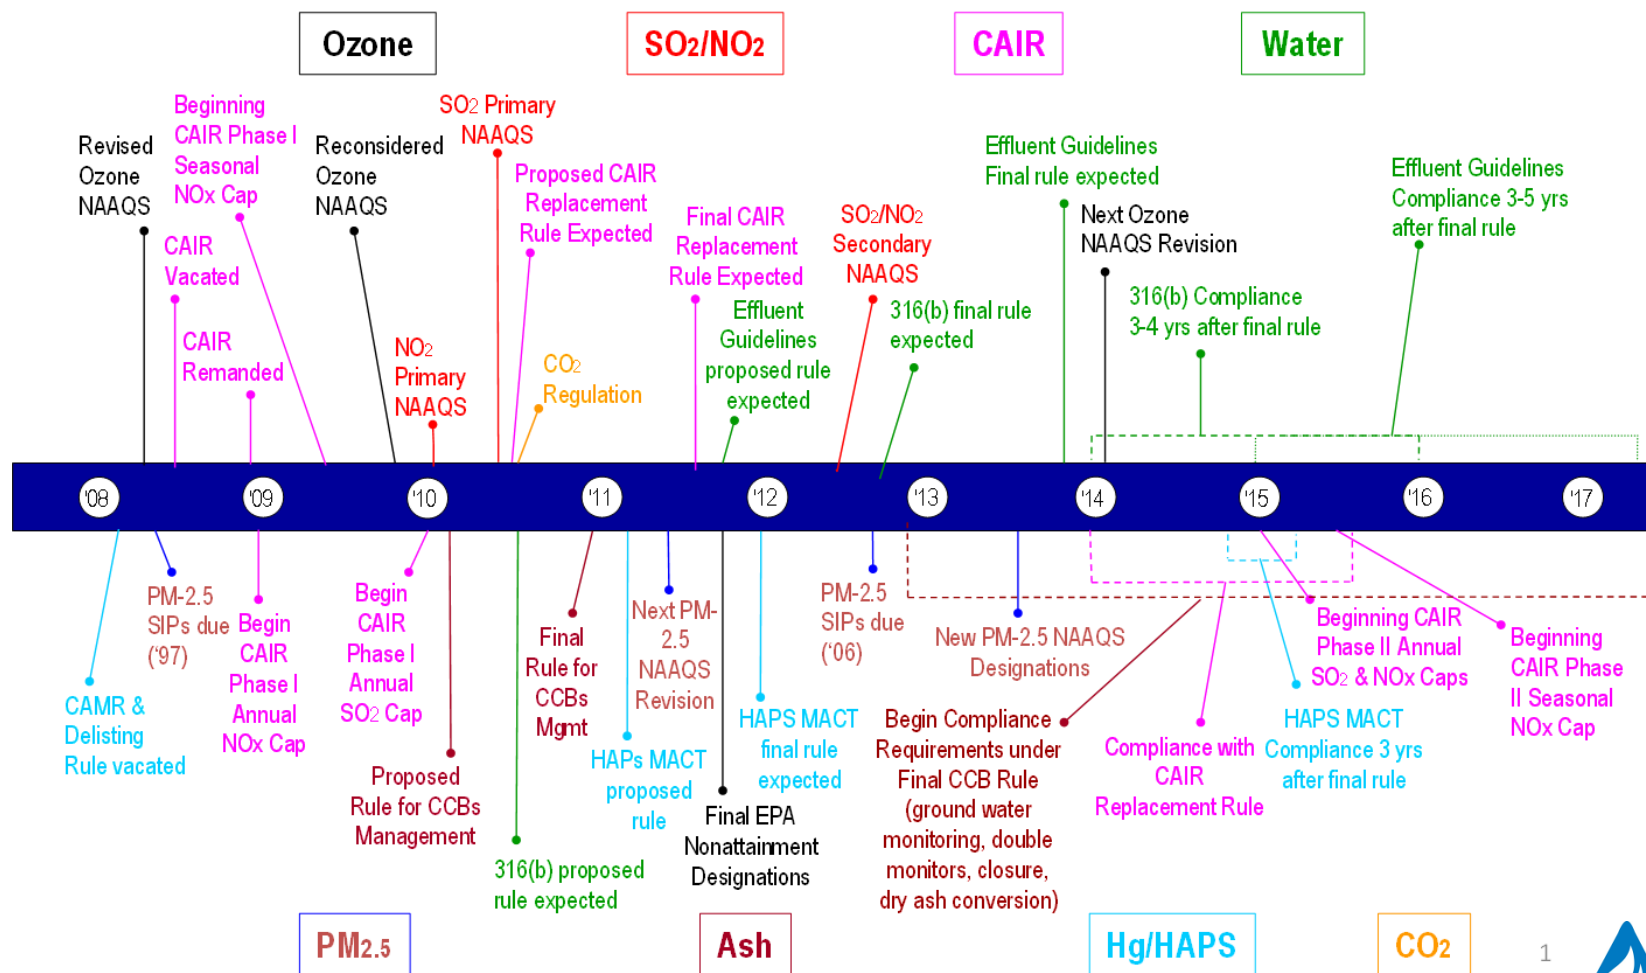 Ozone
SO2/NO2
CAIR
Water
Revised
Ozone
NAAQS
Beginning
CAIR Phase I
Seasonal
NOx Cap
CAIR
Vacated
CAIR
Remanded
Reconsidered
Ozone
NAAQS
NO2
Primary
NAAQS
SO2 Primary
NAAQS
Proposed CAIR
Replacement
Rule Expected
CO2
Regulation
Final CAIR
Replacement
Rule Expected
Effluent
Guidelines
proposed rule
expected
SO2/NO2
Secondary
NAAQS
316(b) final rule
expected
Effluent Guidelines
Final rule expected
Next Ozone
NAAQS Revision
316(b) Compliance
3-4 yrs after final rule
Effluent Guidelines
Compliance 3-5 yrs
after final rule
'08
'09
'10
'11
'12
'13
'14
'15
'16
'17
CAMR &
Delisting
Rule vacated
PM-2.5
SIPs due
('97)
Begin
CAIR
Phase I
Annual
NOx Cap
Begin
CAIR
Phase I
Annual
SO2 Cap
Proposed
Rule for CCBs
Management
316(b) proposed
rule expected
Final
Rule for
CCBs
Mgmt
HAPs MACT
proposed
rule
Next PM-
2.5
NAAQS
Revision
Final EPA
Nonattainment
Designations
HAPS MACT
final rule
expected
PM-2.5
SIPs due
('06)
New PM-2.5 NAAQS
Designations
Begin Compliance
Requirements under
Final CCB Rule
(ground water
monitoring, double
monitors, closure,
dry ash conversion)
Compliance with
CAIR
Replacement Rule
Beginning CAIR
Phase II Annual
SO2 & NOx Caps
HAPS MACT
Compliance 3 yrs
after final rule
Beginning
CAIR Phase
II Seasonal
NOx Cap
PM2.5
Ash
Hg/HAPS
CO2
1